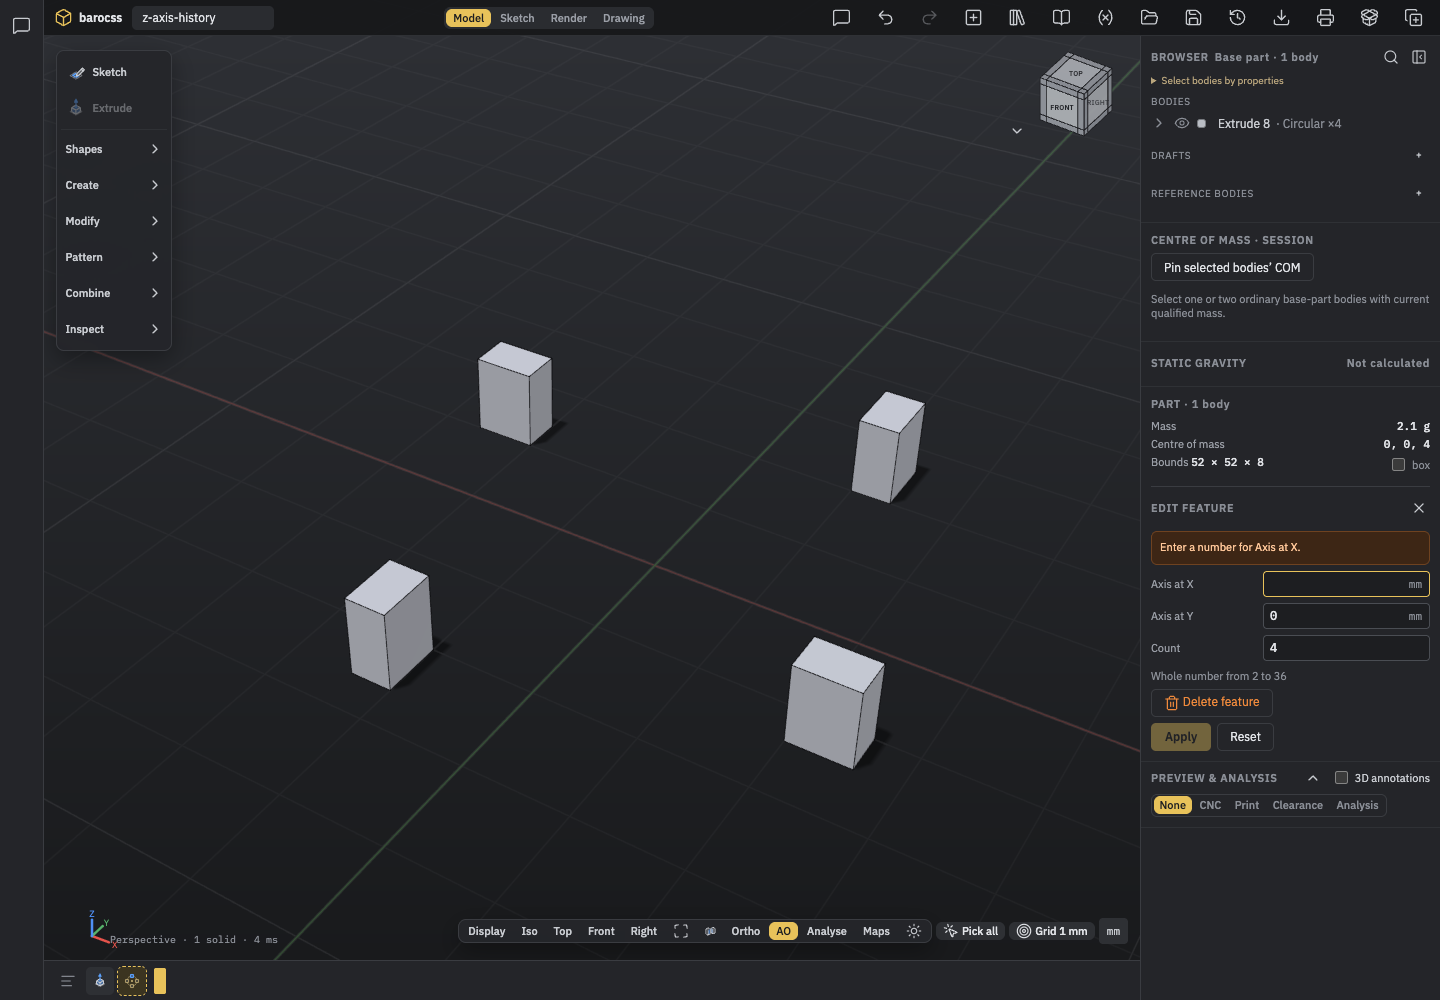 barocss
z-axis-history
Model Sketch Render Drawing
Sketch
Extrude
Shapes
Create
Modify
Pattern
Combine
Inspect
TOP
FRONT
RIGHT
BROWSER Base part · 1 body
Select bodies by properties
BODIES
Extrude 8 · Circular ×4
DRAFTS
REFERENCE BODIES
CENTRE OF MASS · SESSION
Pin selected bodies’ COM
Select one or two ordinary base-part bodies with current
qualified mass.
STATIC GRAVITY Not calculated
PART · 1 body
Mass 2.1 g
Centre of mass 0, 0, 4
Bounds 52 × 52 × 8 box
EDIT FEATURE
Enter a number for Axis at X.
Axis at X mm
Axis at Y 0 mm
Count 4
Whole number from 2 to 36
Delete feature
Apply Reset
PREVIEW & ANALYSIS 3D annotations
None CNC Print Clearance Analysis
Z
Y
X
Perspective · 1 solid · 4 ms
Display Iso Top Front Right Ortho AO Analyse Maps Pick all Grid 1 mm mm